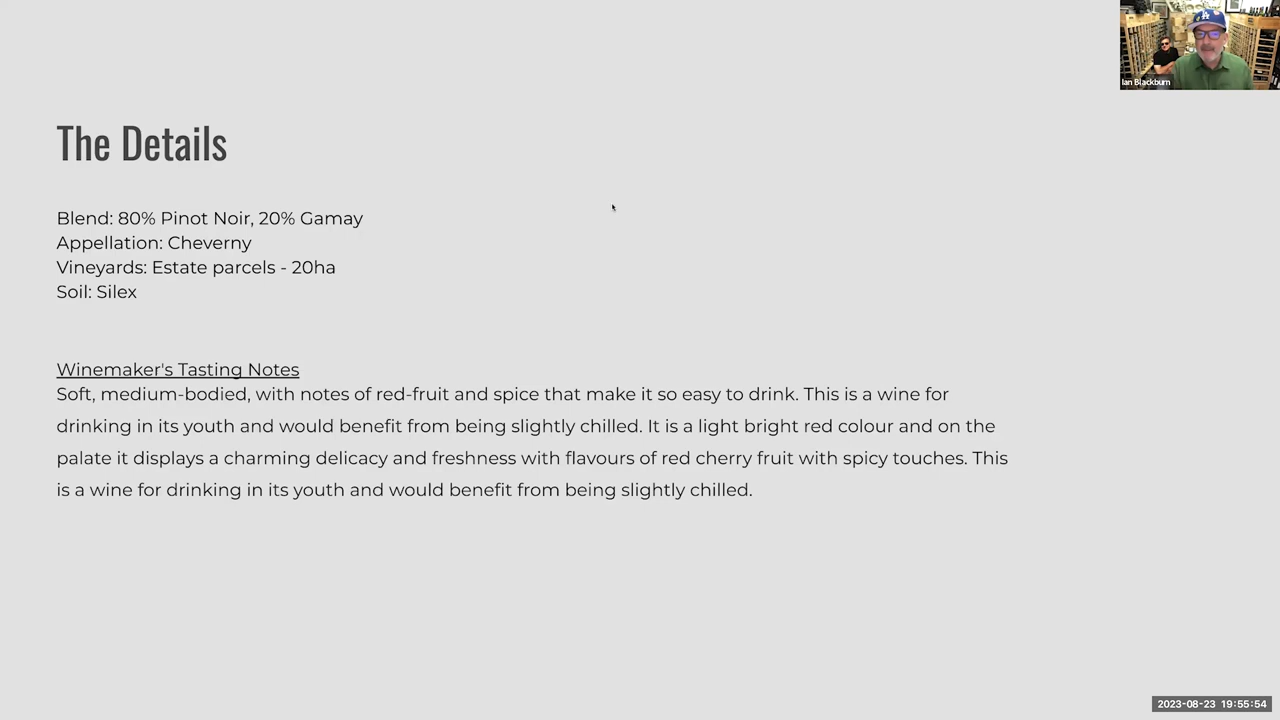 Ian Blackburn
The Details
Blend: 80% Pinot Noir, 20% Gamay
Appellation: Cheverny
Vineyards: Estate parcels - 20ha
Soil: Silex
Winemaker's Tasting Notes
Soft, medium-bodied, with notes of red-fruit and spice that make it so easy to drink. This is a wine for
drinking in its youth and would benefit from being slightly chilled. It is a light bright red colour and on the
palate it displays a charming delicacy and freshness with flavours of red cherry fruit with spicy touches. This
is a wine for drinking in its youth and would benefit from being slightly chilled.
2023-08-23 19:55:54